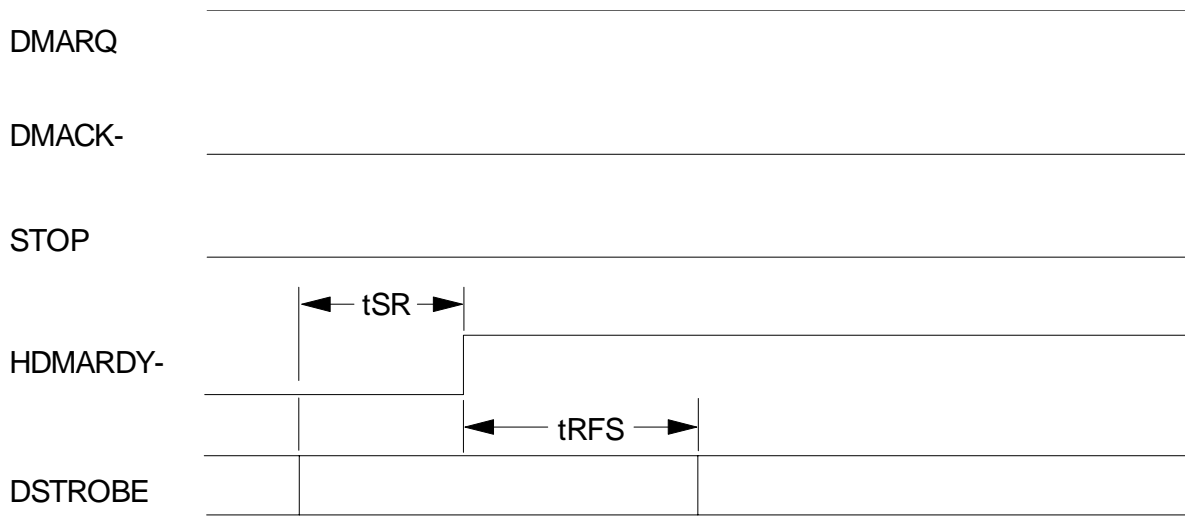 DMARQ
DMACK-
STOP
tSR
HDMARDY-
tRFS
DSTROBE